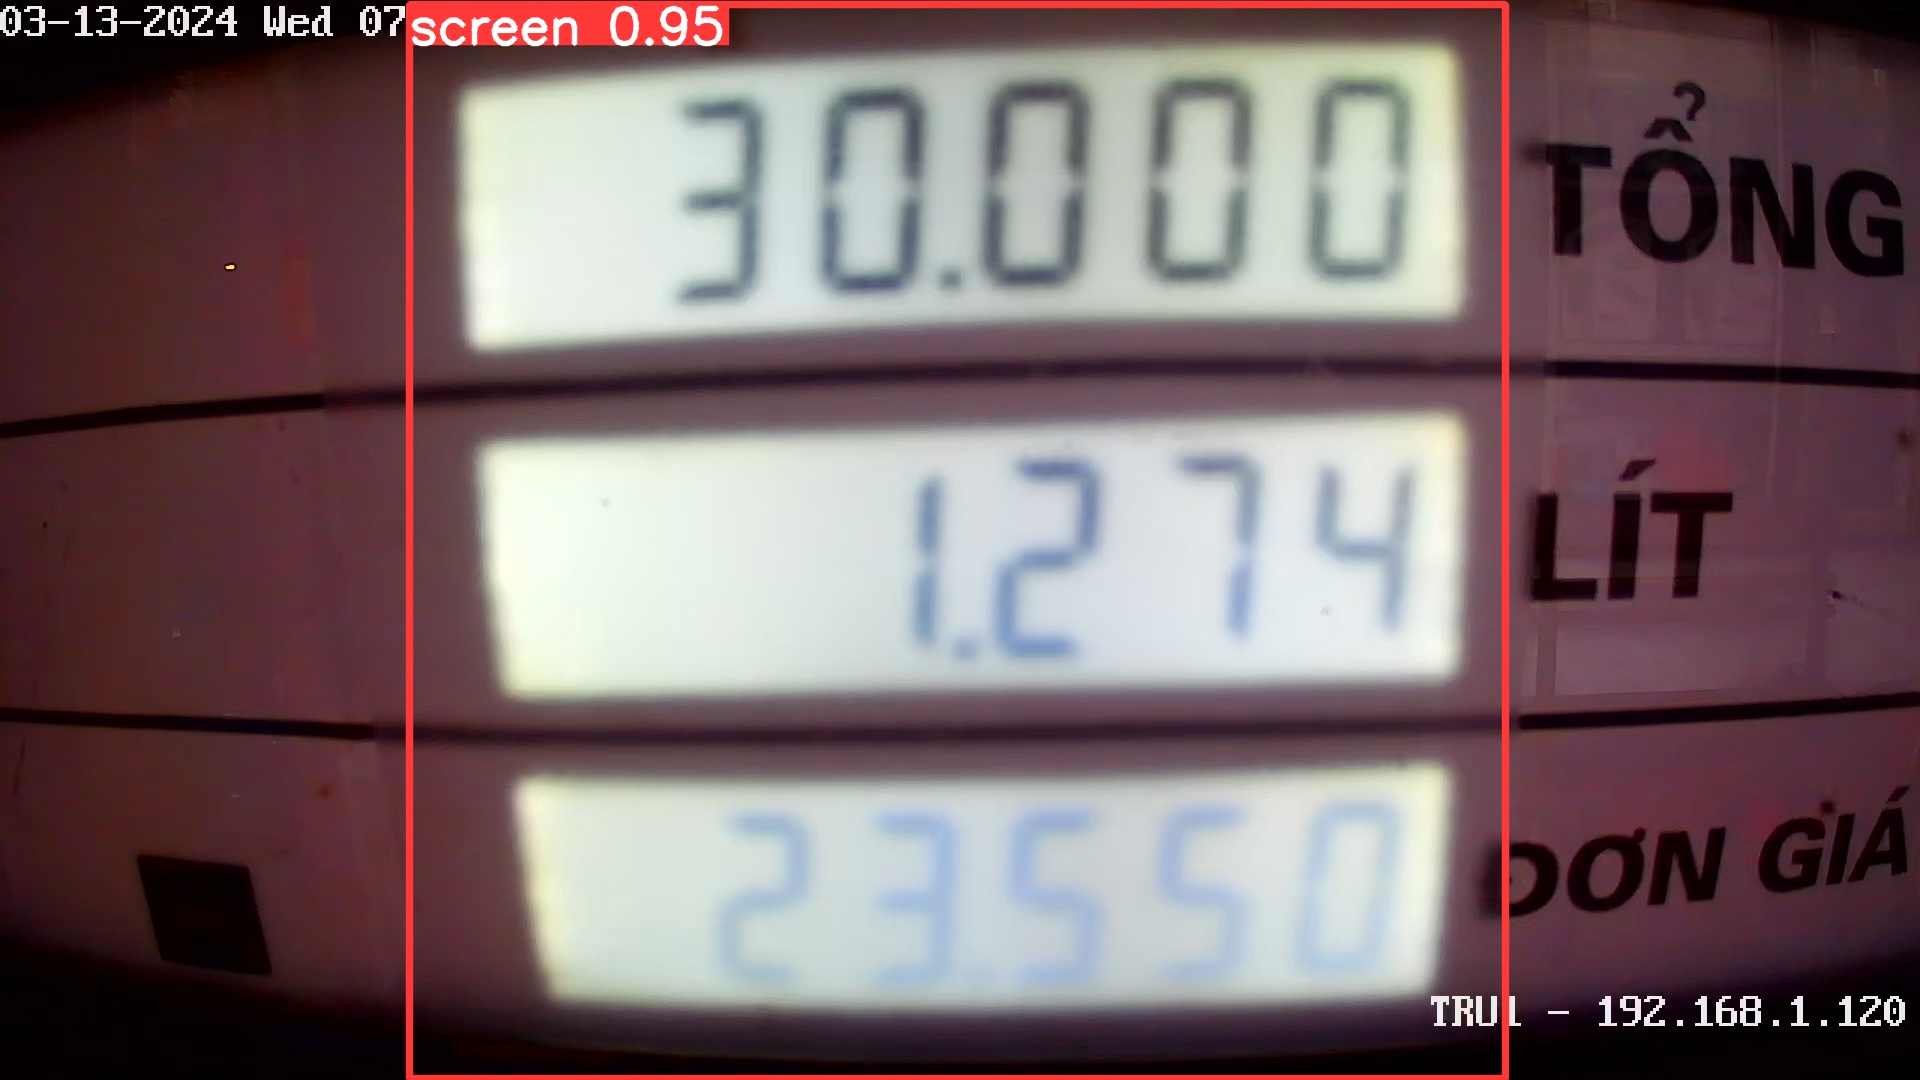 03-13-2024 Wed 07
screen 0.95
30.000
TỔNG
1.274
LÍT
23.550
ĐƠN GIÁ
TRU1 - 192.168.1.120